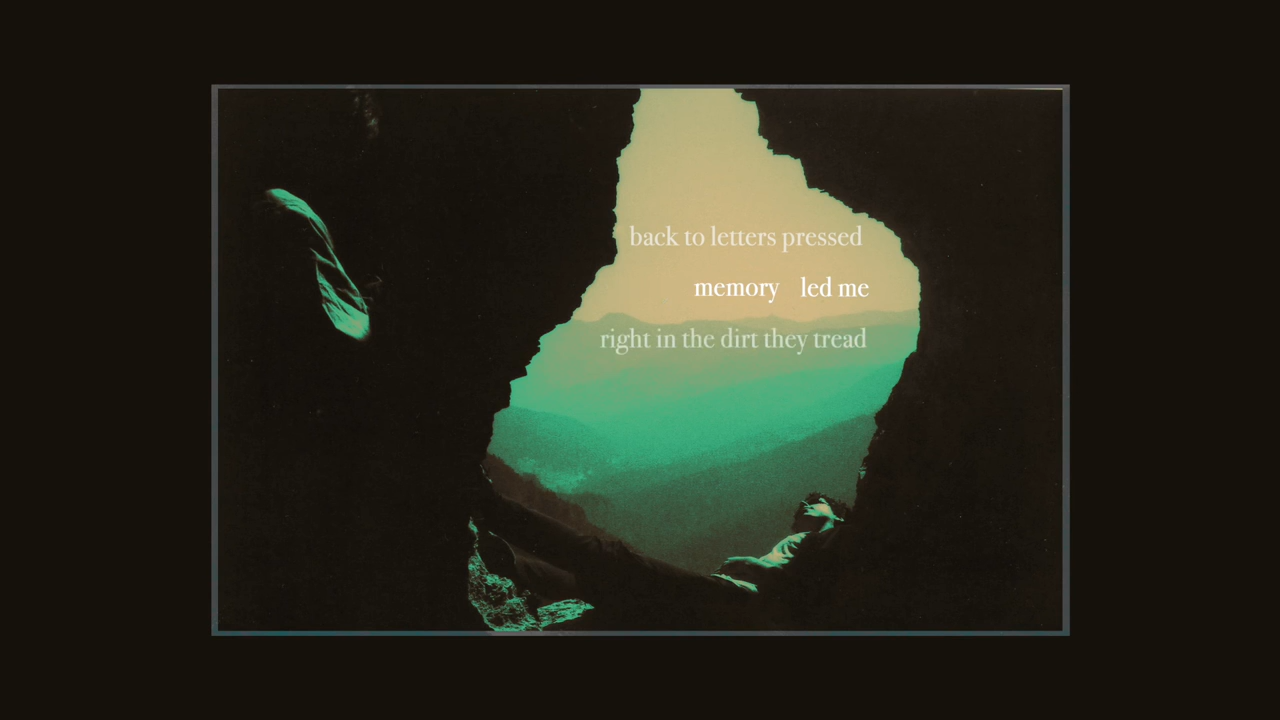 back to letters pressed
memory led me
right in the dirt they tread